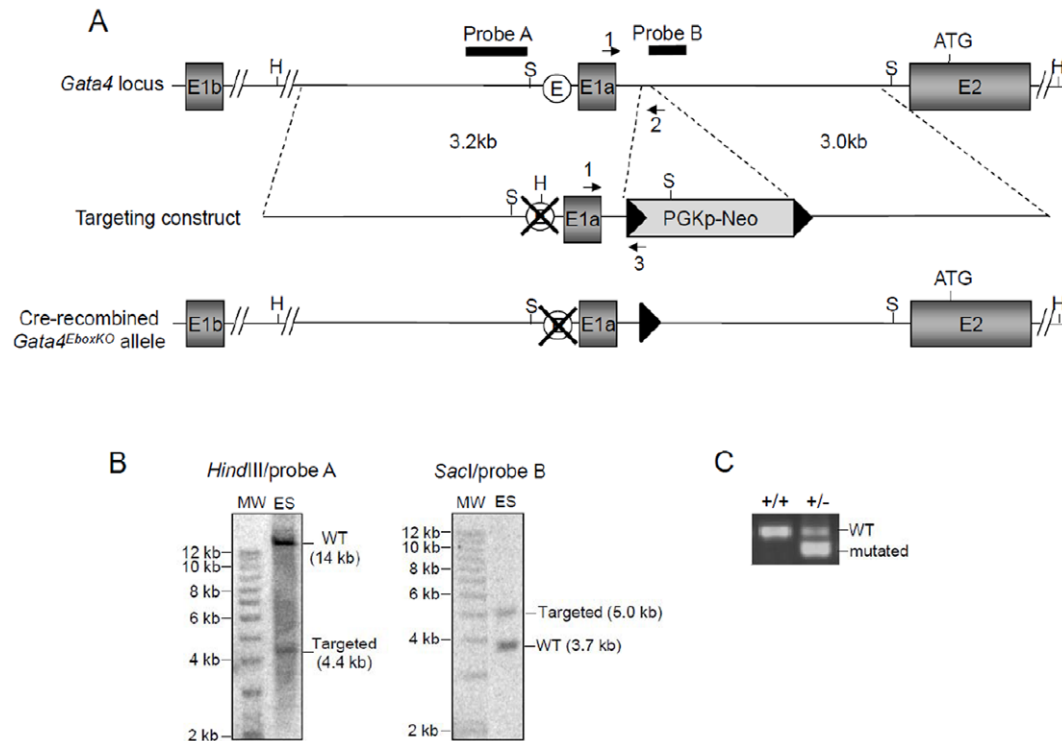 A
Probe A
1
Probe B
ATG
Gata4 locus
E1b
H
S
E
E1a
S
E2
H
2
3.2kb
3.0kb
1
S
H
S
Targeting construct
E1a
PGKp-Neo
3
ATG
Cre-recombined
Gata4EboxKO allele
E1b
H
S
E1a
S
E2
H
B
HindIII/probe A
SacI/probe B
C
MW ES
MW ES
+/+ +/-
WT
mutated
12 kb
10 kb
8 kb
6 kb
4 kb
2 kb
WT
(14 kb)
Targeted
(4.4 kb)
12 kb
10 kb
8 kb
6 kb
4 kb
2 kb
Targeted (5.0 kb)
WT (3.7 kb)